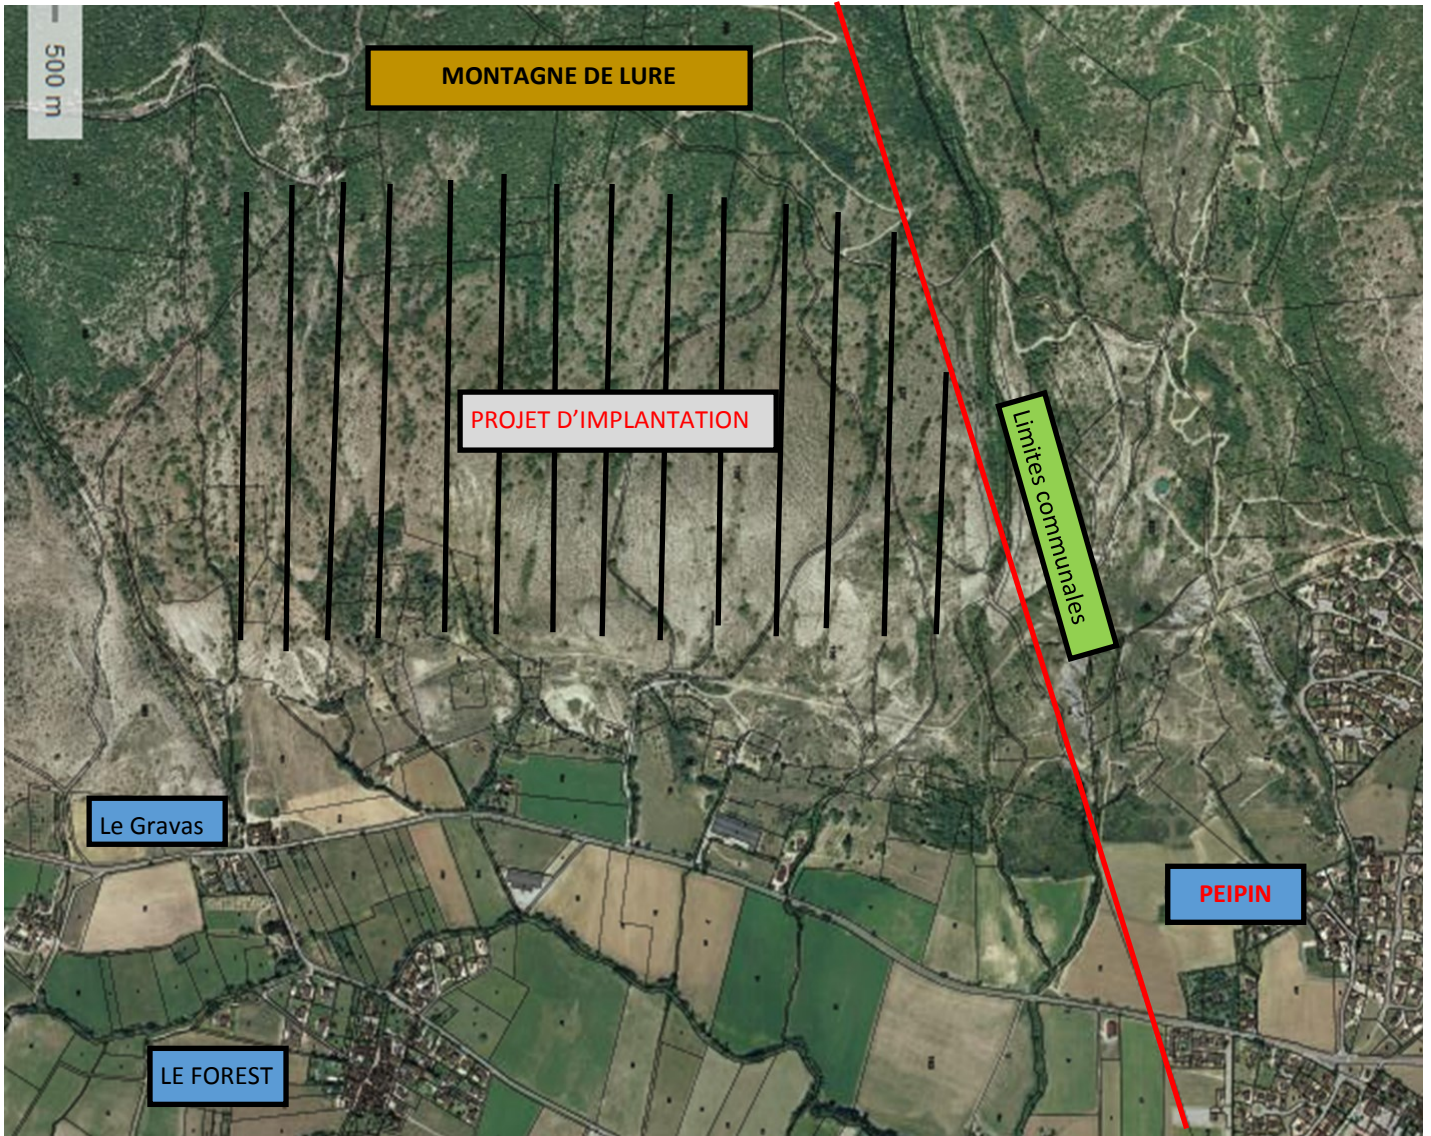 500 m
MONTAGNE DE LURE
PROJET D'IMPLANTATION
Limites communales
Le Gravas
PEIPIN
LE FOREST